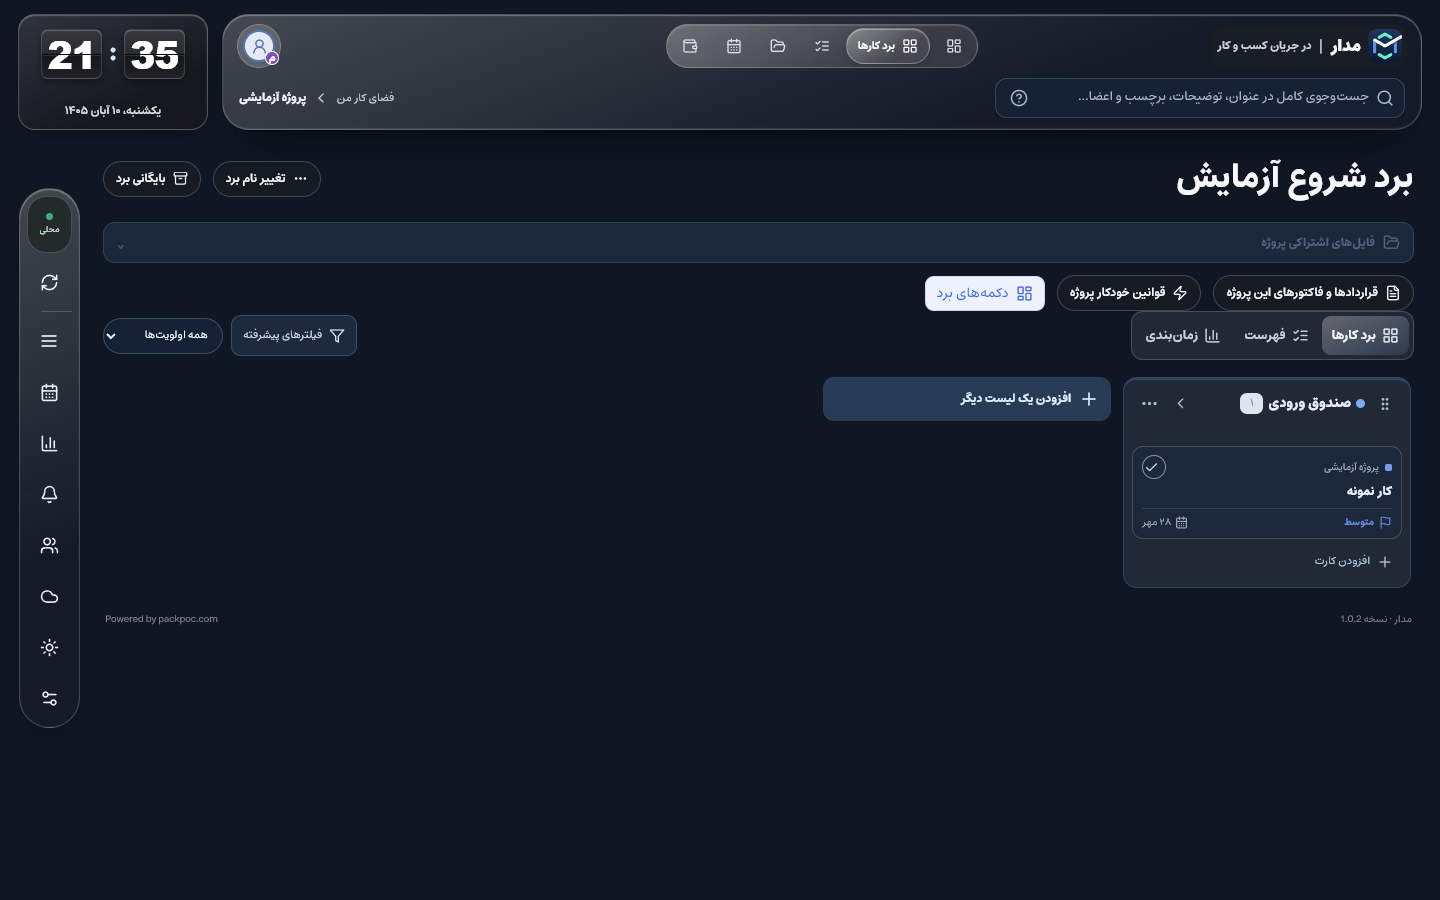 مدار | در جریان کسب و کار
برد کارها
م
21 : 35
جست‌وجوی کامل در عنوان، توضیحات، برچسب و اعضا...
فضای کار من
پروژه آزمایشی
یکشنبه، ۱۰ آبان ۱۴۰۵
برد شروع آزمایش
تغییر نام برد
بایگانی برد
محلی
فایل‌های اشتراکی پروژه
قراردادها و فاکتورهای این پروژه
قوانین خودکار پروژه
دکمه‌های برد
برد کارها
فهرست
زمان‌بندی
فیلترهای پیشرفته
همه اولویت‌ها
صندوق ورودی
۱
افزودن یک لیست دیگر
پروژه آزمایشی
کار نمونه
متوسط
۲۸ مهر
افزودن کارت
مدار · نسخه 1.0.2
Powered by packpoc.com